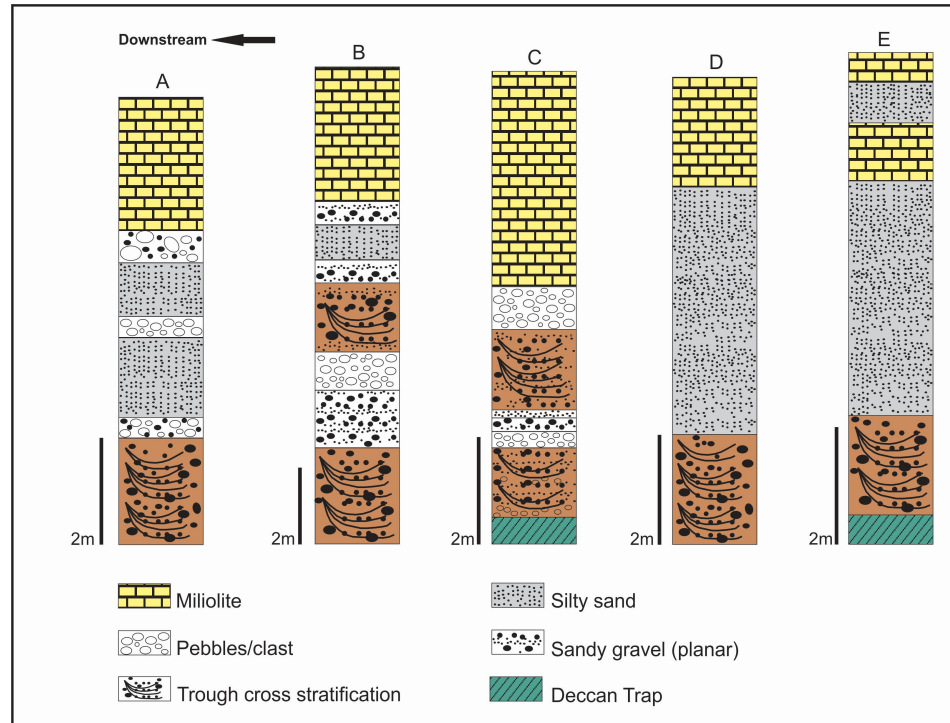 Downstream
A
B
C
D
E
2m
2m
2m
2m
2m
Miliolite
Silty sand
Pebbles/clast
Sandy gravel (planar)
Trough cross stratification
Deccan Trap